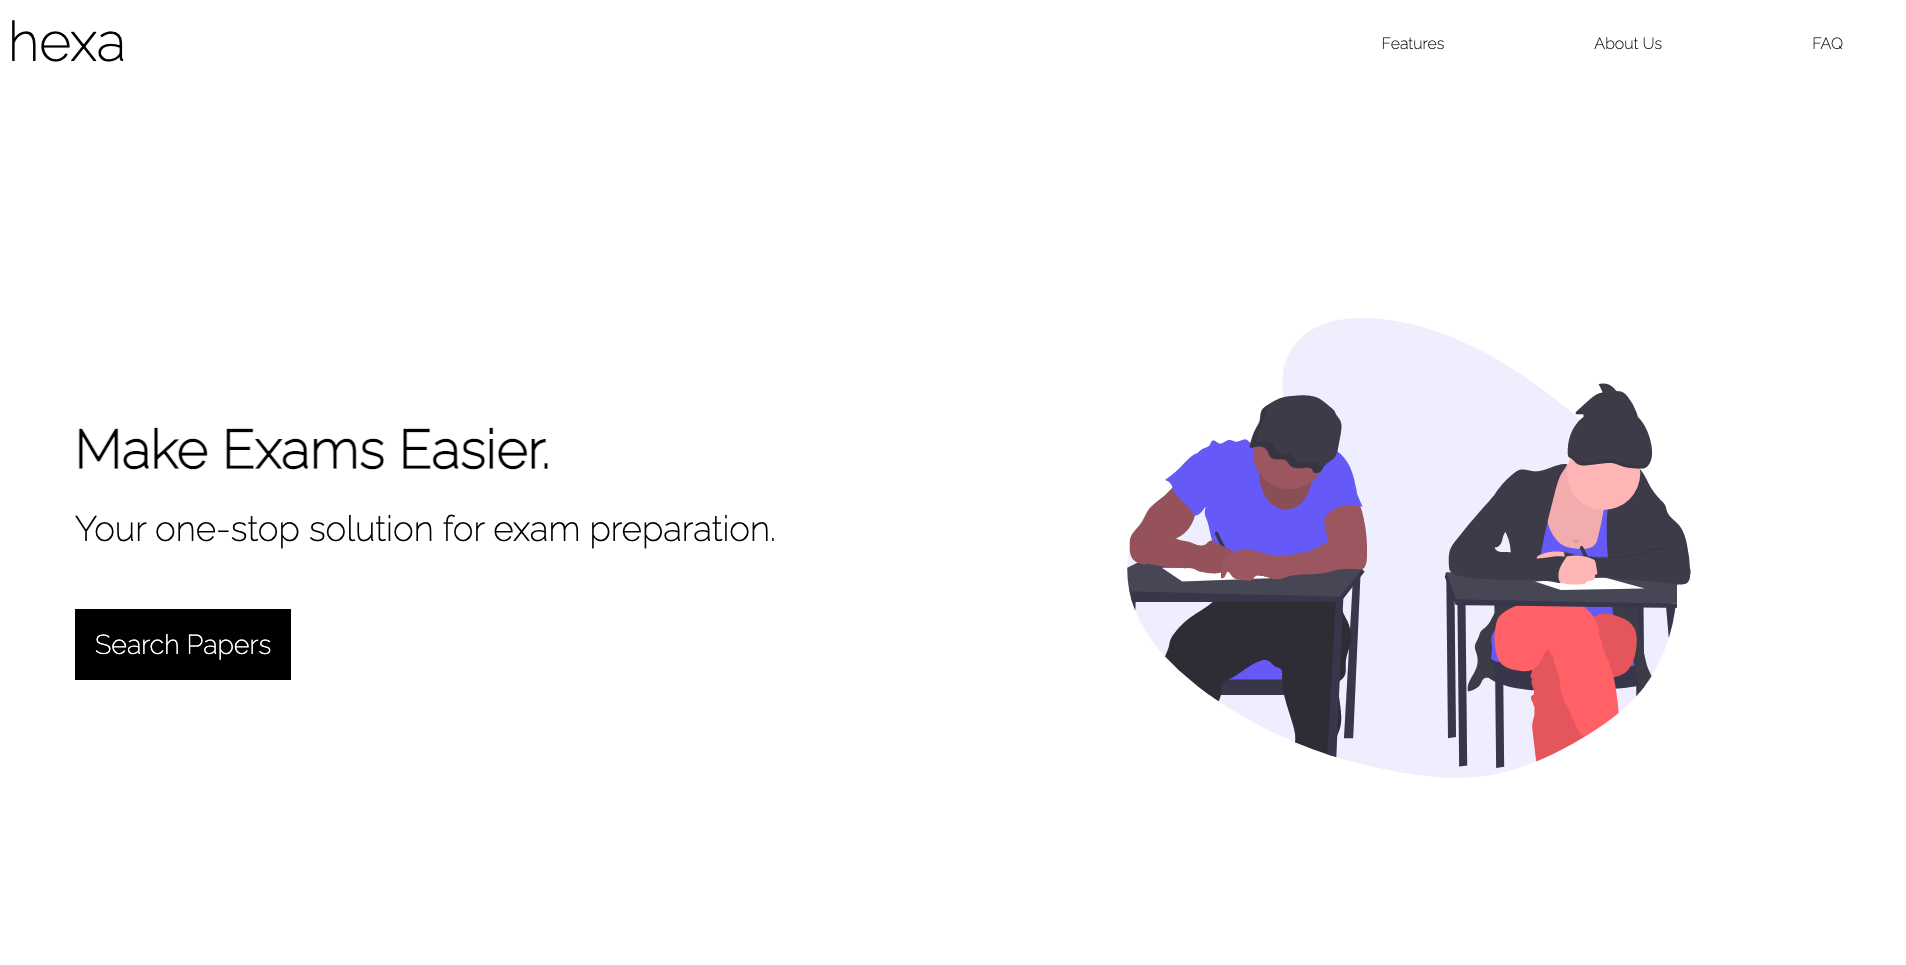 hexa
Features
About Us
FAQ
Make Exams Easier.
Your one-stop solution for exam preparation.
Search Papers